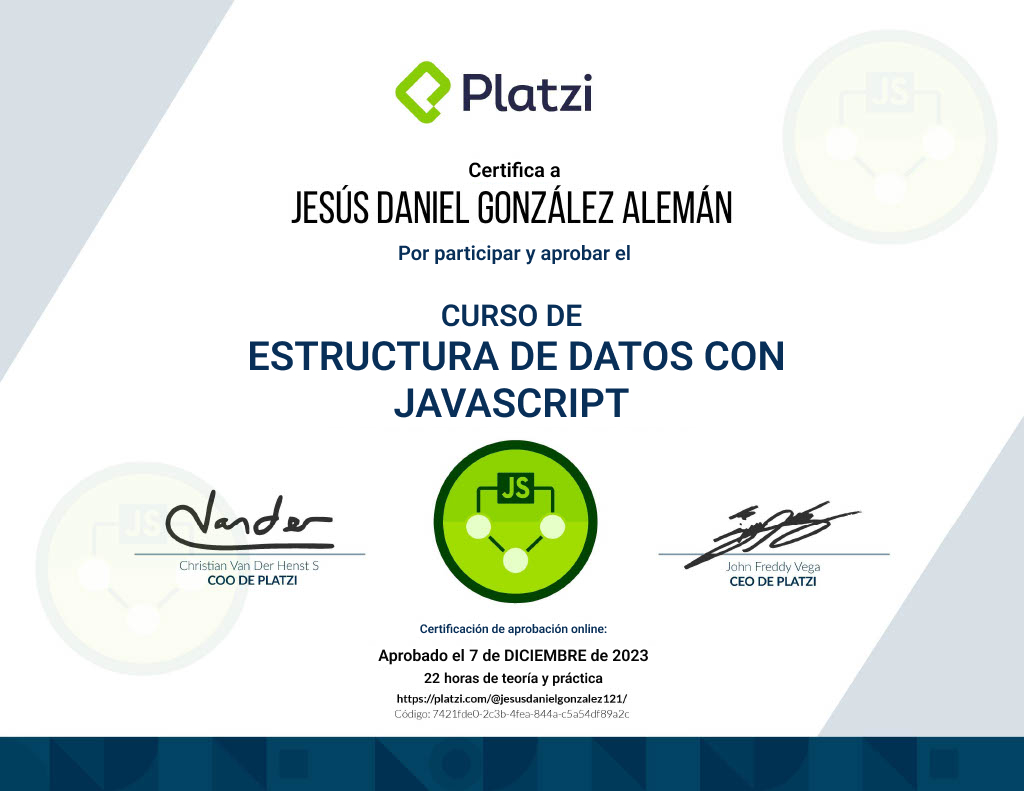 Platzi
JS
Certifica a
JESÚS DANIEL GONZÁLEZ ALEMÁN
Por participar y aprobar el
CURSO DE
ESTRUCTURA DE DATOS CON
JAVASCRIPT
JS
JS
Vander
Christian Van Der Henst S
COO DE PLATZI
John Freddy Vega
CEO DE PLATZI
Certificación de aprobación online:
Aprobado el 7 de DICIEMBRE de 2023
22 horas de teoría y práctica
https://platzi.com/@jesusdanielgonzalez121/
Código: 7421fde0-2c3b-4fea-844a-c5a54df89a2c